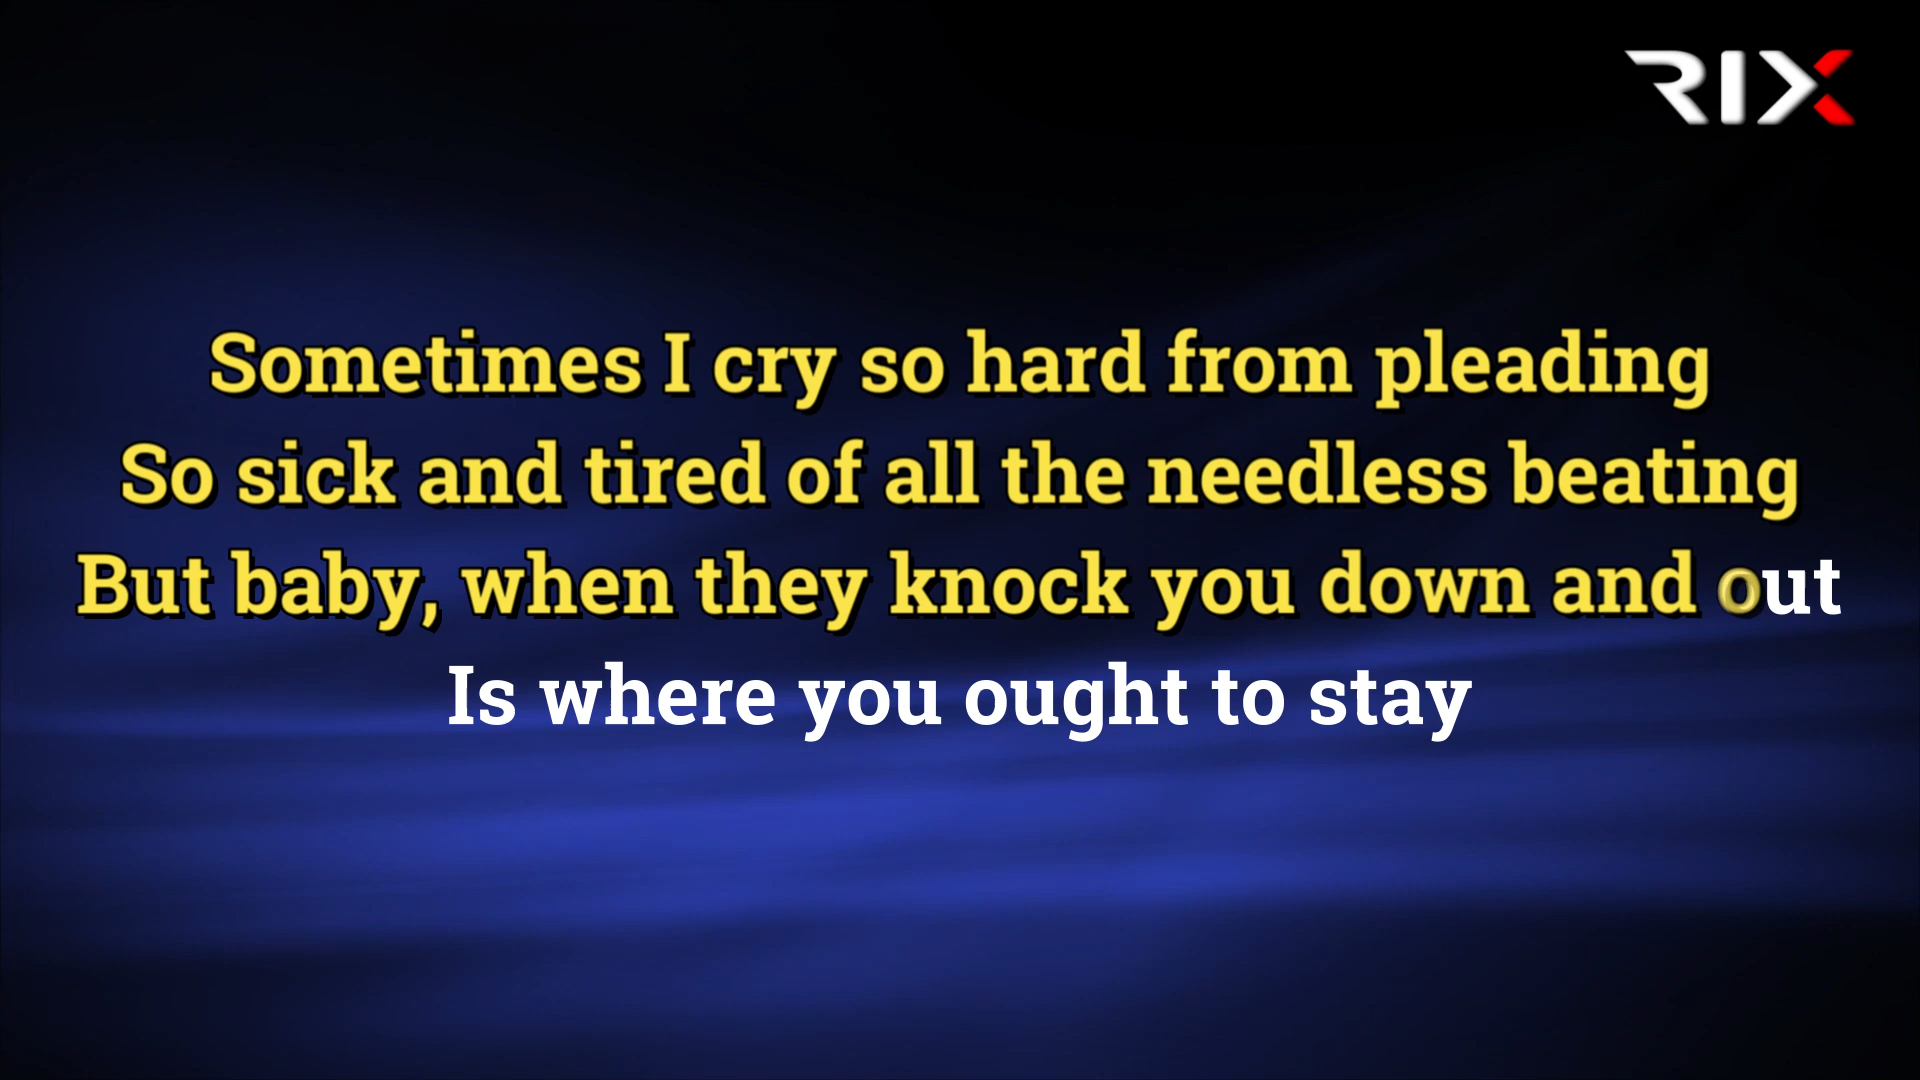 RIX
Sometimes I cry so hard from pleading
So sick and tired of all the needless beating
But baby, when they knock you down and out
Is where you ought to stay